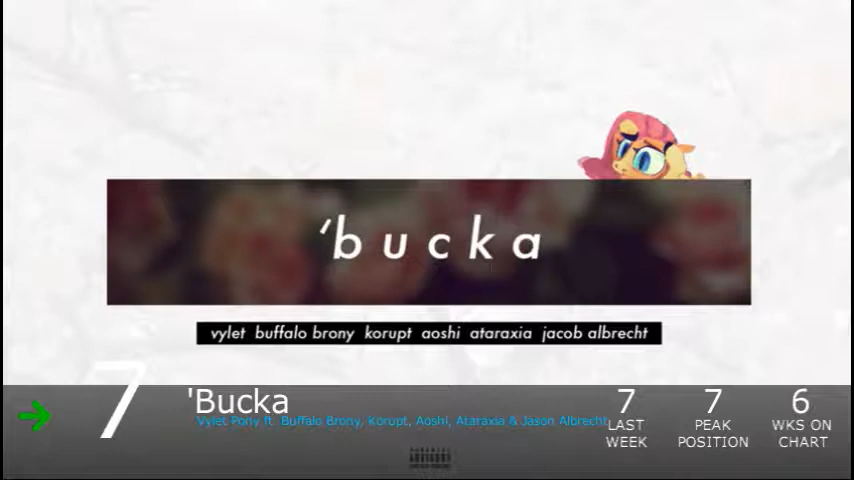 'bucka
vylet buffalo brony korupt aoshi ataraxia jacob albrecht
7
'Bucka
Vylet Pony ft. Buffalo Brony, Korupt, Aoshi, Ataraxia & Jason Albrecht
7
LAST
WEEK
7
PEAK
POSITION
6
WKS ON
CHART
ADVISORY